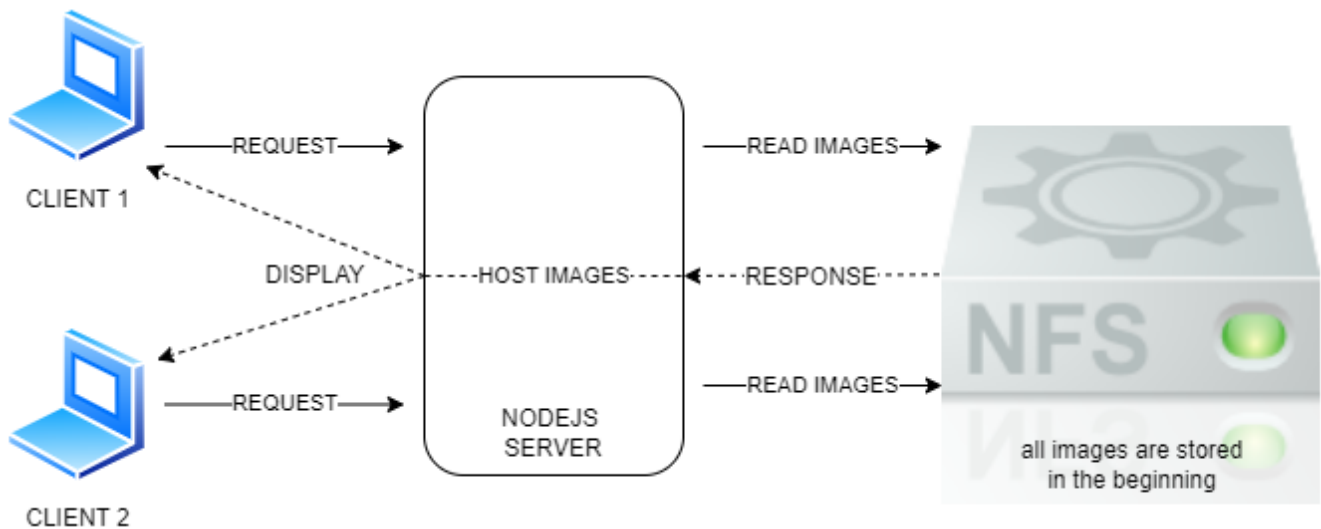 REQUEST
READ IMAGES
CLIENT 1
DISPLAY
HOST IMAGES
RESPONSE
NFS
REQUEST
READ IMAGES
NODEJS
SERVER
all images are stored
in the beginning
CLIENT 2